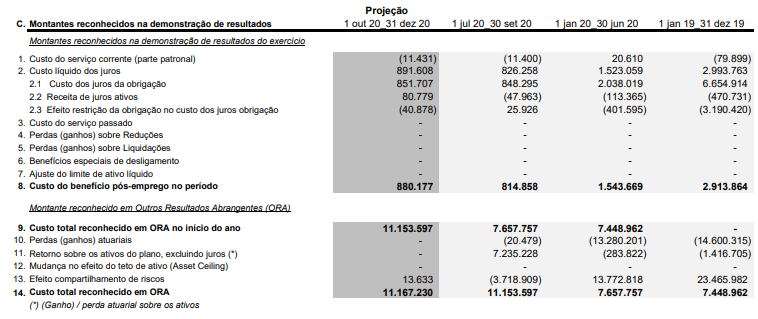 Projeção
C. Montantes reconhecidos na demonstração de resultados 1 out 20_31 dez 20 1 jul 20_30 set 20 1 jan 20_30 jun 20 1 jan 19_31 dez 19
Montantes reconhecidos na demonstração de resultados do exercício
1. Custo do serviço corrente (parte patronal) (11.431) (11.400) 20.610 (79.899)
2. Custo líquido dos juros 891.608 826.258 1.523.059 2.993.763
2.1 Custo dos juros da obrigação 851.707 848.295 2.038.019 6.654.914
2.2 Receita de juros ativos 80.779 (47.963) (113.365) (470.731)
2.3 Efeito restrição da obrigação no custo dos juros obrigação (40.878) 25.926 (401.595) (3.190.420)
3. Custo do serviço passado - - - -
4. Perdas (ganhos) sobre Reduções - - - -
5. Perdas (ganhos) sobre Liquidações - - - -
6. Benefícios especiais de desligamento - - - -
7. Ajuste do limite de ativo líquido - - - -
8. Custo do benefício pós-emprego no período 880.177 814.858 1.543.669 2.913.864
Montante reconhecido em Outros Resultados Abrangentes (ORA)
9. Custo total reconhecido em ORA no início do ano 11.153.597 7.657.757 7.448.962 -
10. Perdas (ganhos) atuariais - (20.479) (13.280.201) (14.600.315)
11. Retorno sobre os ativos do plano, excluindo juros (*) - 7.235.228 (283.822) (1.416.705)
12. Mudança no efeito do teto de ativo (Asset Ceiling) - - - -
13. Efeito compartilhamento de riscos 13.633 (3.718.909) 13.772.818 23.465.982
14. Custo total reconhecido em ORA 11.167.230 11.153.597 7.657.757 7.448.962
(*) (Ganho) / perda atuarial sobre os ativos